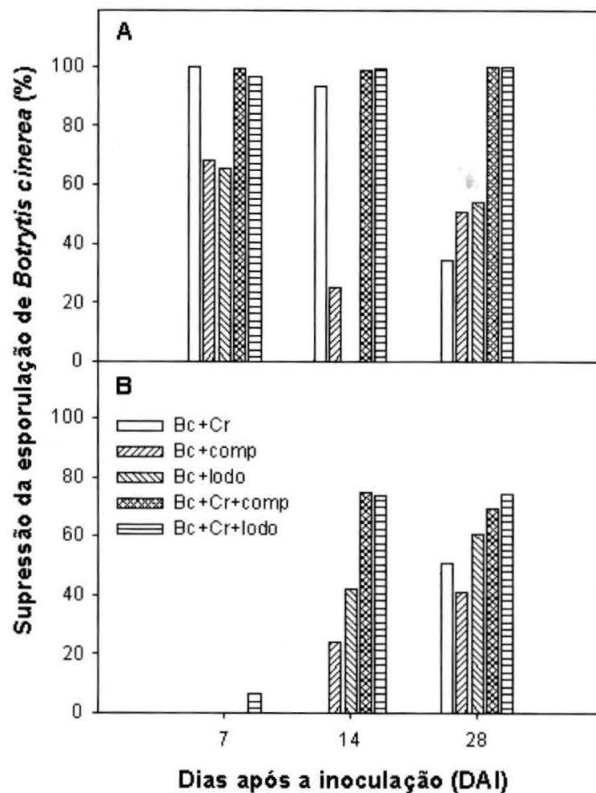 Supressão da esporulação de Botrytis cinerea (%)
A
100
80
60
40
20
0
B
100
80
60
40
20
0
Bc+Cr
Bc+comp
Bc+lodo
Bc+Cr+comp
Bc+Cr+lodo
7 14 28
Dias após a inoculação (DAI)